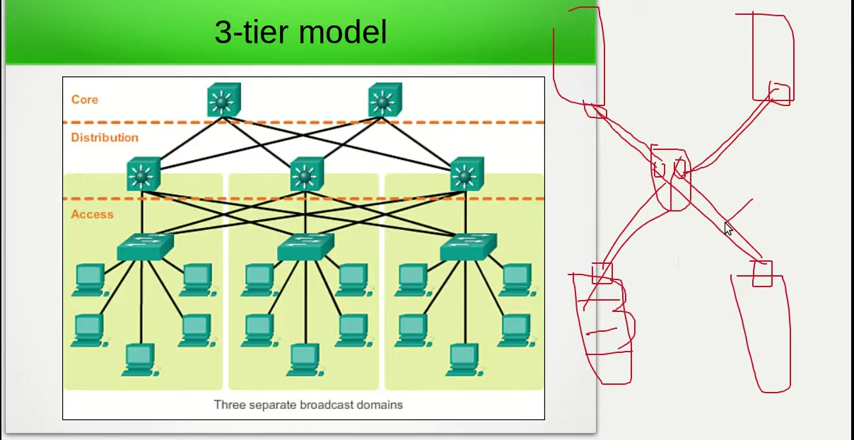 3-tier model
Core
Distribution
Access
Three separate broadcast domains